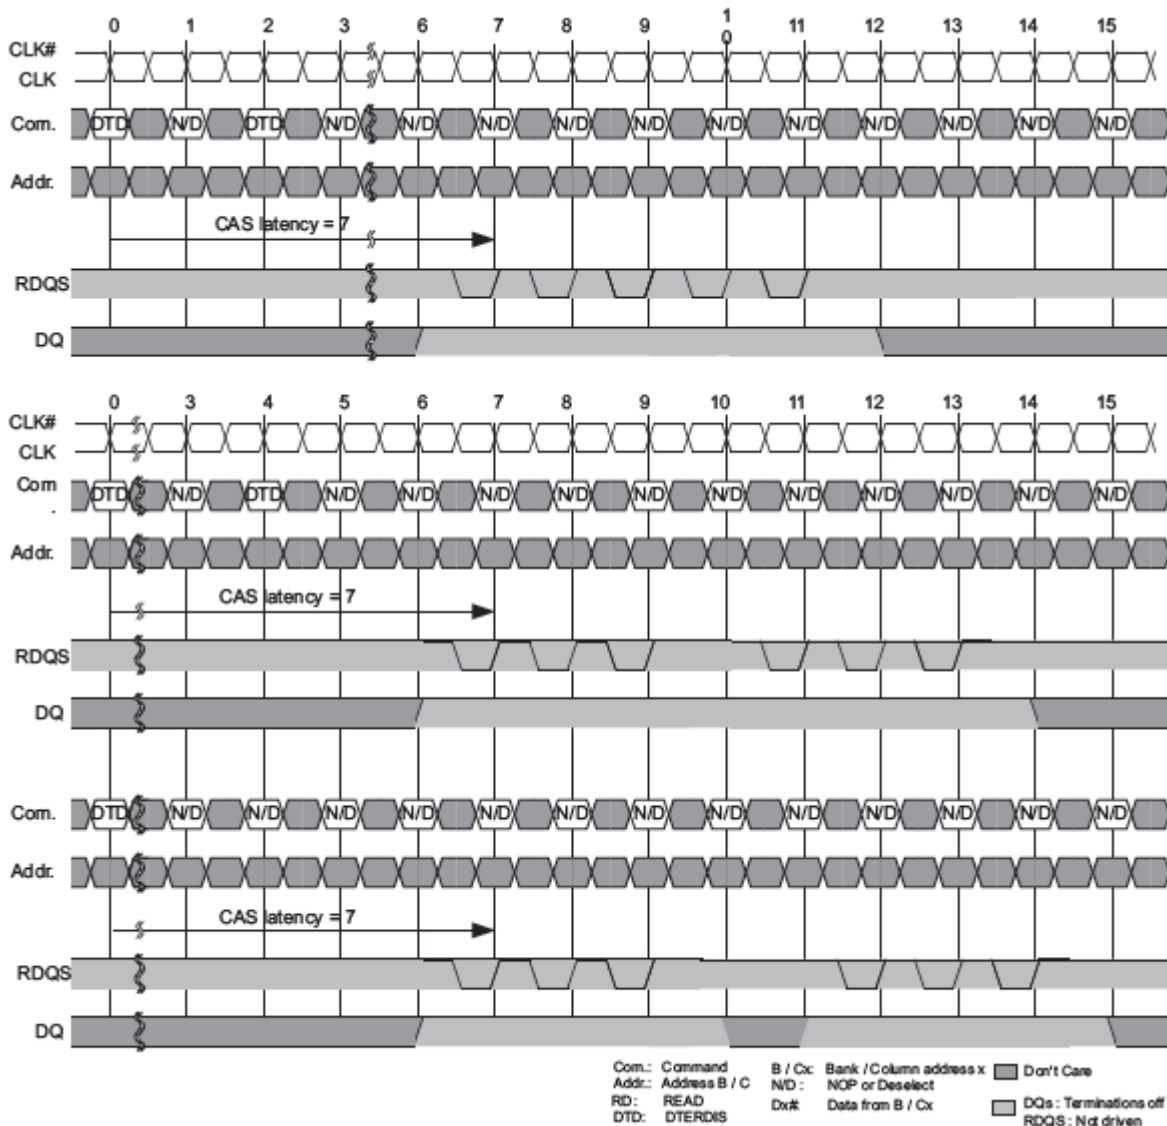 0 1 2 3 6 7 8 9 10 11 12 13 14 15
CLK#
CLK
Com. DTD N/D DTD N/D N/D N/D N/D N/D N/D N/D N/D N/D N/D N/D
Addr.
CAS latency = 7
RDQS
DQ
0 3 4 5 6 7 8 9 10 11 12 13 14 15
CLK#
CLK
Com DTD N/D DTD N/D N/D N/D N/D N/D N/D N/D N/D N/D N/D N/D
.
Addr.
CAS latency = 7
RDQS
DQ
Com. DTD N/D N/D N/D N/D N/D N/D N/D N/D N/D N/D N/D N/D N/D
Addr.
CAS latency = 7
RDQS
DQ
Com.: Command
Addr.: Address B / C
RD: READ
DTD: DTERDIS
B / Cx: Bank / Column address x
N/D: NOP or Deselect
Dx#: Data from B / Cx
Don't Care
DQs : Terminations off
RDQS : Not driven